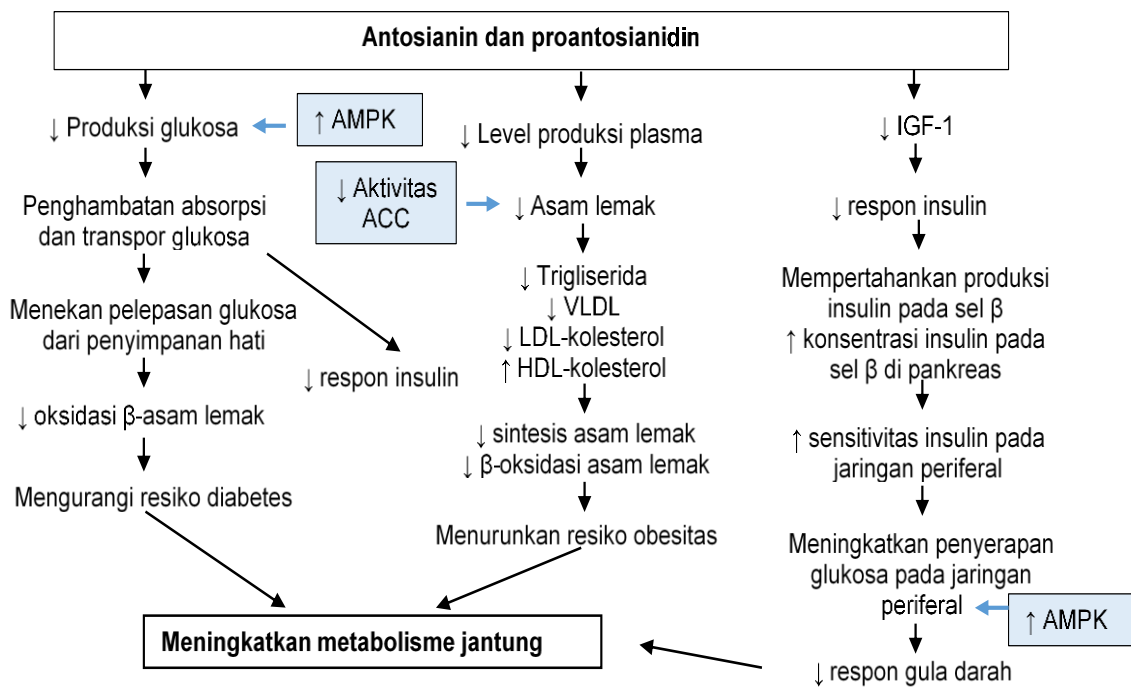 Antosianin dan proantosianidin
↓ Produksi glukosa
↑ AMPK
Penghambatan absorpsi
dan transpor glukosa
Menekan pelepasan glukosa
dari penyimpanan hati
↓ respon insulin
↓ oksidasi β-asam lemak
Mengurangi resiko diabetes
↓ Level produksi plasma
↓ Aktivitas
ACC
↓ Asam lemak
↓ Trigliserida
↓ VLDL
↓ LDL-kolesterol
↑ HDL-kolesterol
↓ sintesis asam lemak
↓ β-oksidasi asam lemak
Menurunkan resiko obesitas
↓ IGF-1
↓ respon insulin
Mempertahankan produksi
insulin pada sel β
↑ konsentrasi insulin pada
sel β di pankreas
↑ sensitivitas insulin pada
jaringan periferal
Meningkatkan penyerapan
glukosa pada jaringan
periferal
↑ AMPK
↓ respon gula darah
Meningkatkan metabolisme jantung